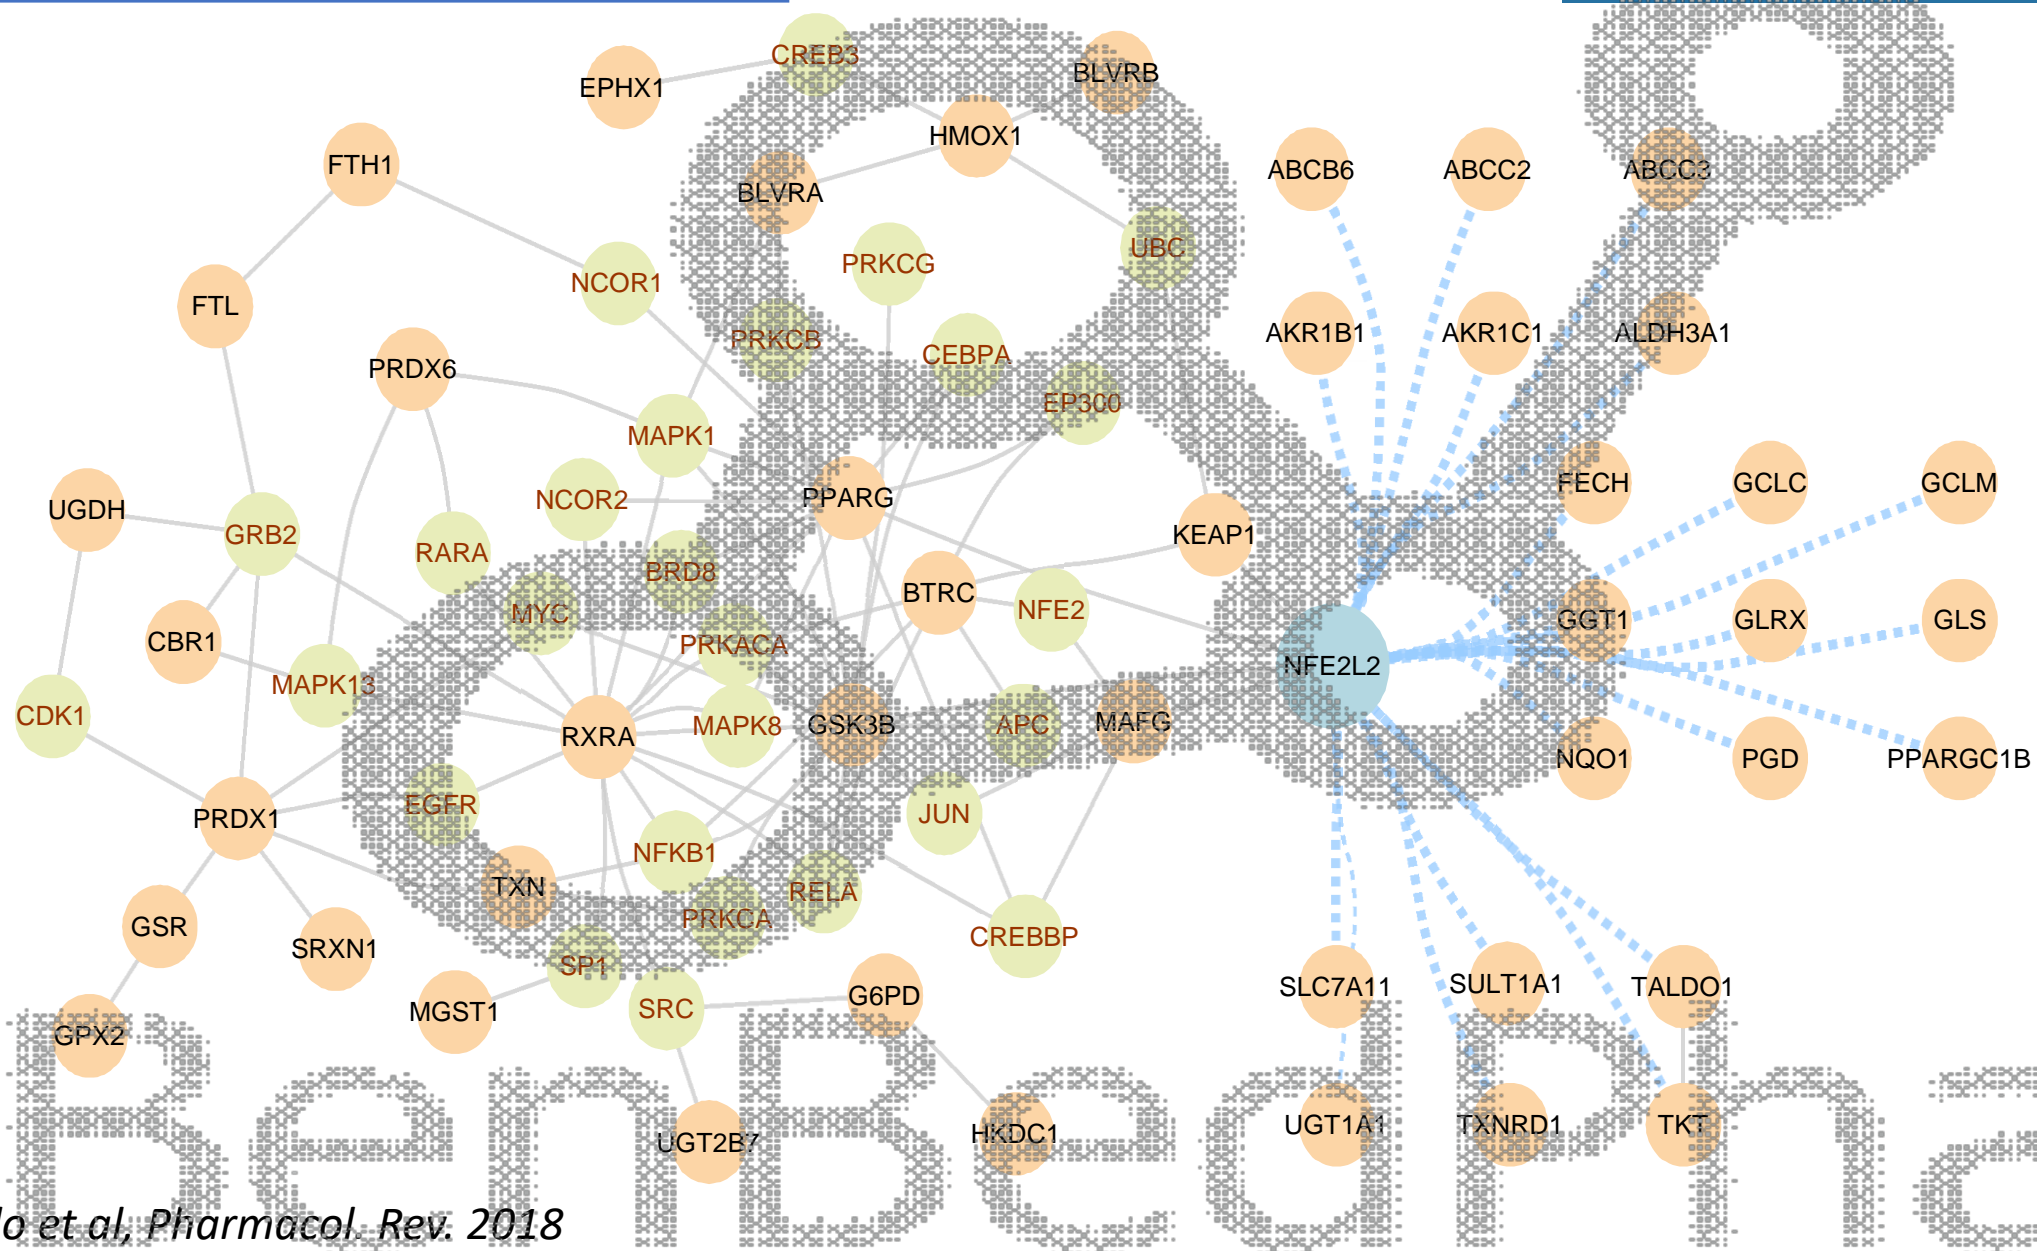 CREB3
BLVRB
EPHX1
HMOX1
FTH1
BLVRA
ABCB6
ABCC2
ABCC3
UBC
PRKCG
NCOR1
FTL
PRKCB
CEBPA
AKR1B1
AKR1C1
ALDH3A1
PRDX6
EP300
MAPK1
NCOR2
PPARG
FECH
GCLC
GCLM
UGDH
GRB2
KEAP1
RARA
BRD8
BTRC
NFE2
MYC
GGT1
GLRX
GLS
CBR1
PRKACA
NFE2L2
MAPK13
CDK1
RXRA
MAPK8
GSK3B
APC
MAFG
NQO1
PGD
PPARGC1B
PRDX1
EGFR
JUN
NFKB1
TXN
RELA
PRKCA
GSR
SRXN1
CREBBP
SP1
MGST1
SRC
G6PD
SLC7A11
SULT1A1
TALDO1
GPX2
UGT2B7
HKDC1
UGT1A1
TXNRD1
TKT
BenBedPha
lo et al, Pharmacol. Rev. 2018